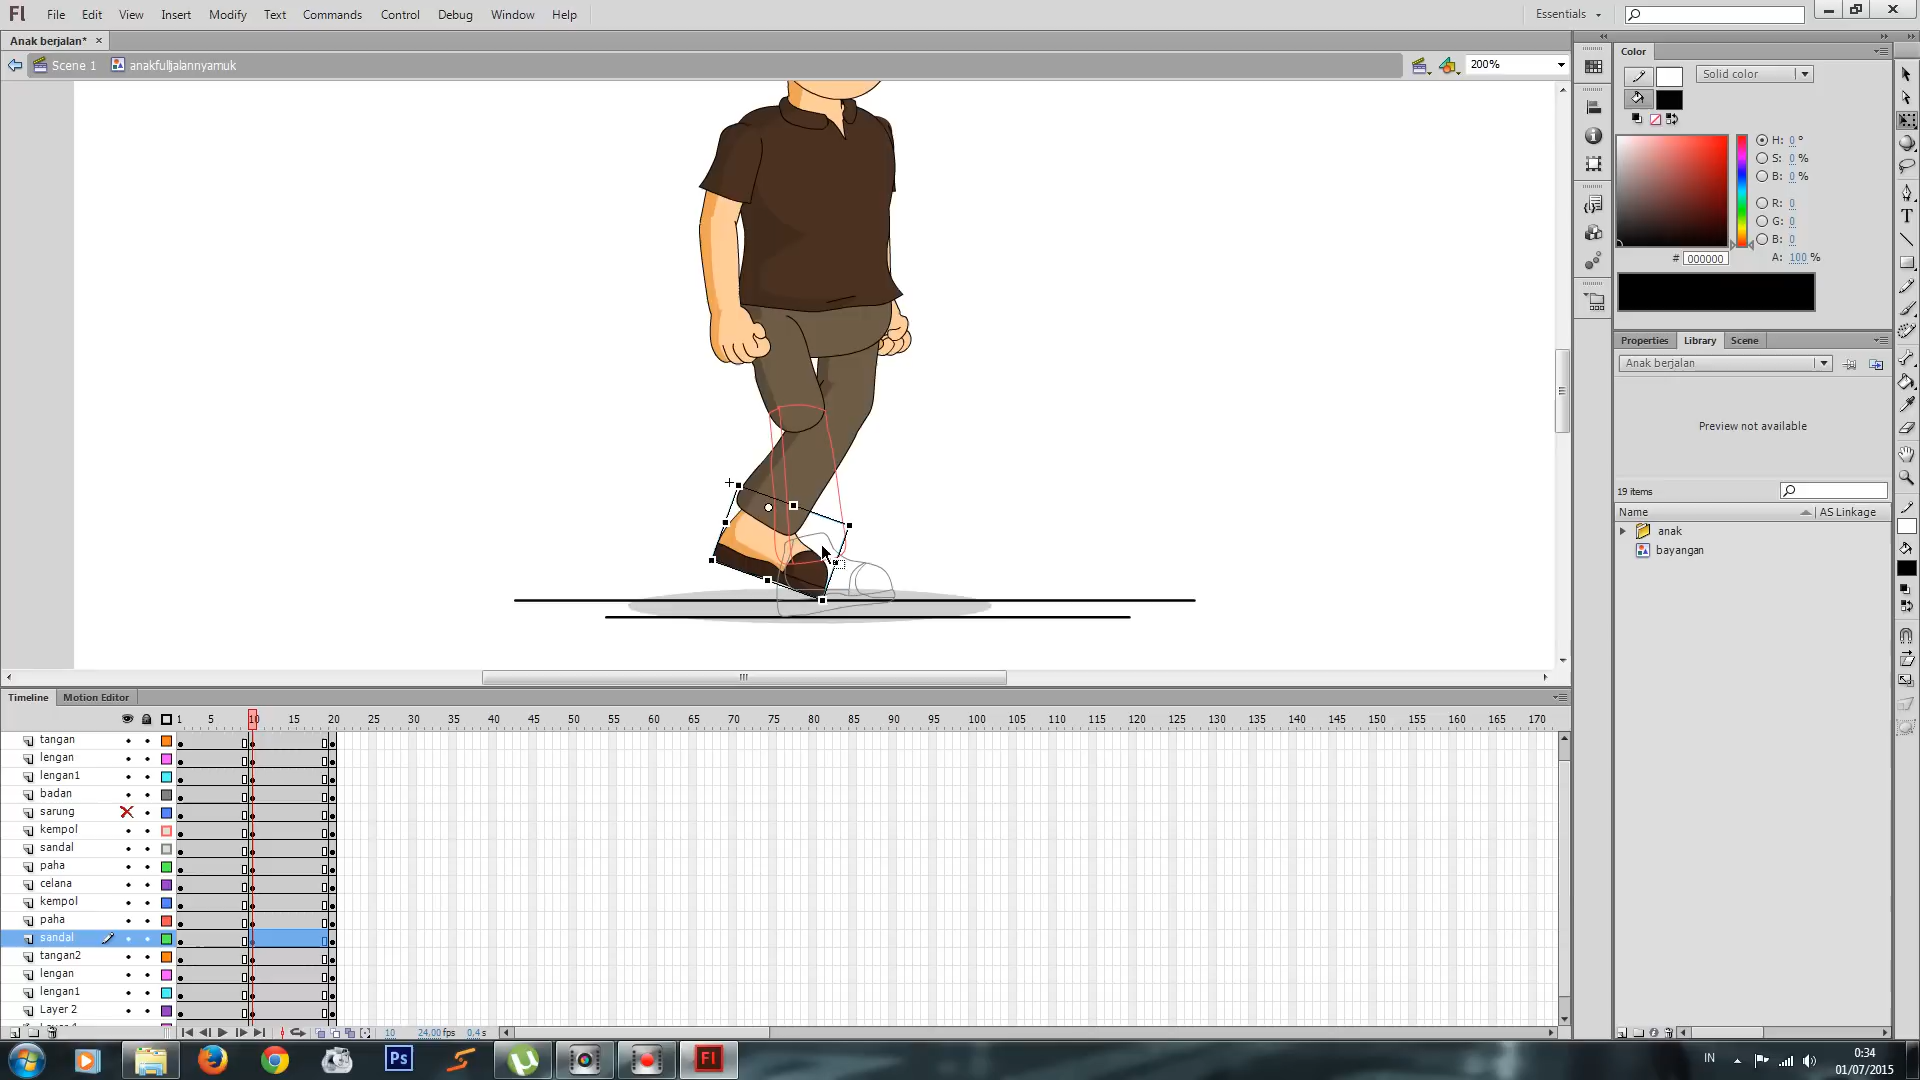 Fl File Edit View Insert Modify Text Commands Control Debug Window Help Essentials
Anak berjalan* ×
Scene 1 anakfulljalannyamuk 200%
Color
Solid color
H: 0 °
S: 0 %
B: 0 %
R: 0
G: 0
B: 0
# 000000 A: 100 %
Properties Library Scene
Anak berjalan
Preview not available
19 items
Name AS Linkage
anak
bayangan
Timeline Motion Editor
1 5 10 15 20 25 30 35 40 45 50 55 60 65 70 75 80 85 90 95 100 105 110 115 120 125 130 135 140 145 150 155 160 165 170
tangan
lengan
lengan1
badan
sarung
kempol
sandal
paha
celana
kempol
paha
sandal
tangan2
lengan
lengan1
Layer 2
10 24,00 fps 0,4 s
Ps Fl IN 0:34
01/07/2015